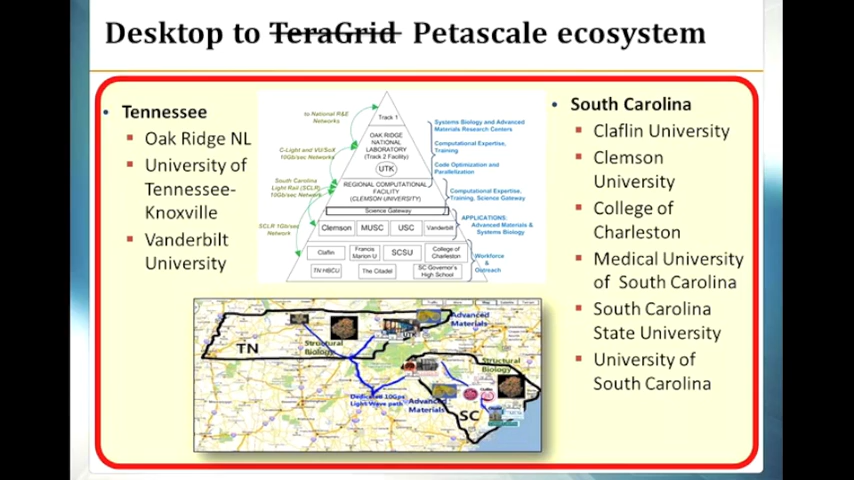 Desktop to TeraGrid Petascale ecosystem
• Tennessee
▪ Oak Ridge NL
▪ University of
Tennessee-
Knoxville
▪ Vanderbilt
University
to National R&E
Networks
C-Light and
10Gb/sec Networks
South Carolina
Light Rail (SCLR)
10Gb/sec Network
SCLR 1Gb/sec
Network
Track 1
OAK RIDGE
NATIONAL
LABORATORY
(Track 2 Facility)
UTK
REGIONAL COMPUTATIONAL
FACILITY
(CLEMSON UNIVERSITY)
Science Gateway
Clemson MUSC USC Vanderbilt
Claflin
Francis
Marion U
SCSU
College of
Charleston
TN HBCU
The Citadel
SC Governor's
High School
Systems Biology and Advanced
Materials Research Centers
Computational Expertise,
Training
Code Optimization and
Parallelization
Computational Expertise,
Training, Science Gateway
APPLICATIONS:
Advanced Materials &
Systems Biology
Workforce
&
Outreach
• South Carolina
▪ Claflin University
▪ Clemson
University
▪ College of
Charleston
▪ Medical University
of South Carolina
▪ South Carolina
State University
▪ University of
South Carolina
TN
Structural
Biology
Advanced
Materials
Structural
Biology
Dedicated 10Gps
Light Wave path
Advanced
Materials
SC